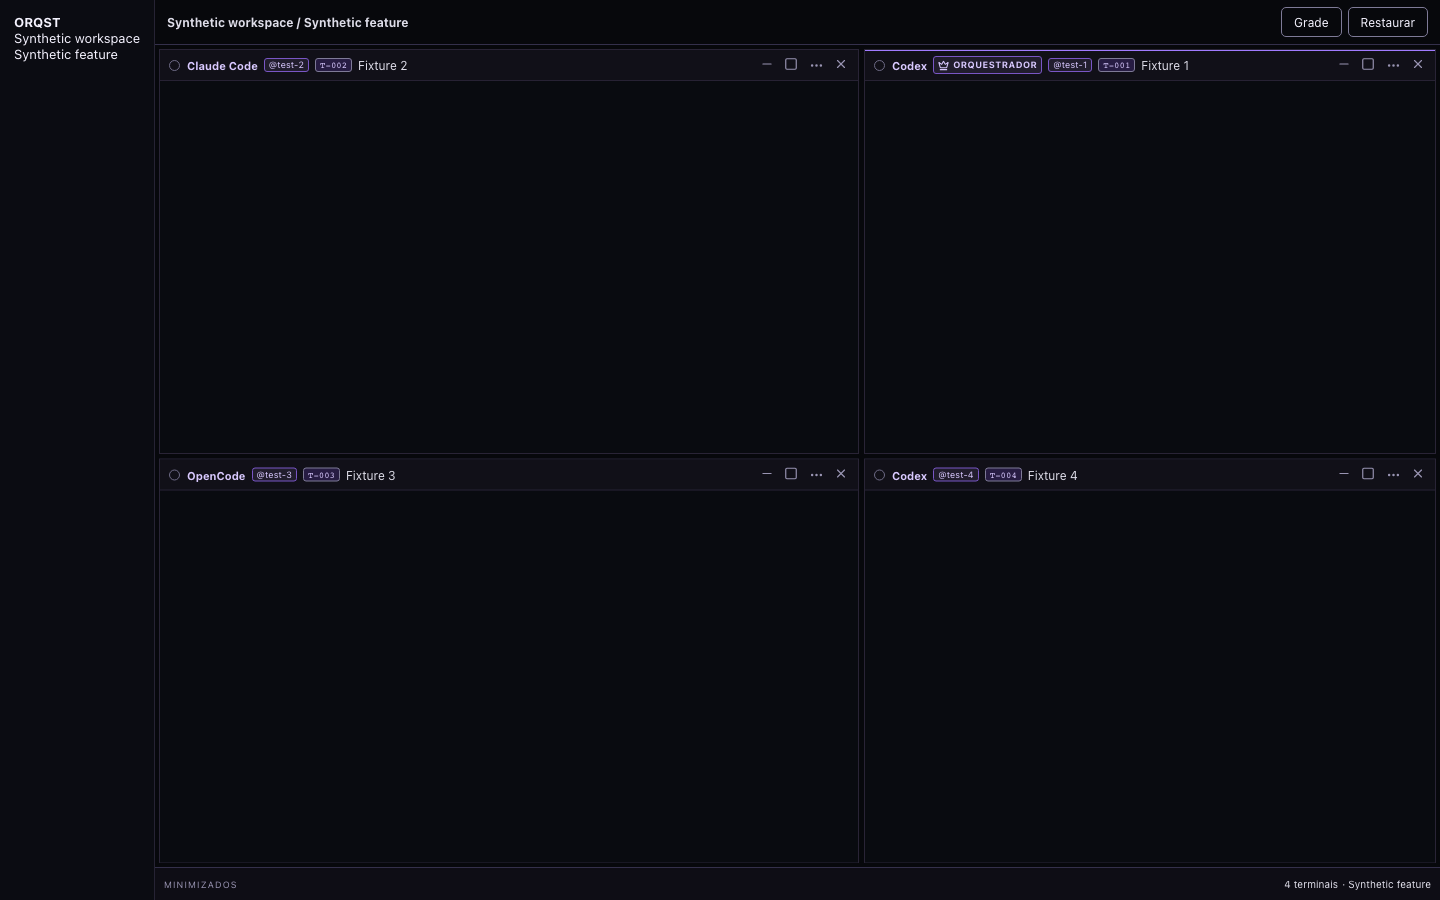 ORQST
Synthetic workspace
Synthetic feature
Synthetic workspace / Synthetic feature
Grade
Restaurar
Claude Code @test-2 T-002 Fixture 2
Codex ORQUESTRADOR @test-1 T-001 Fixture 1
OpenCode @test-3 T-003 Fixture 3
Codex @test-4 T-004 Fixture 4
MINIMIZADOS
4 terminais · Synthetic feature